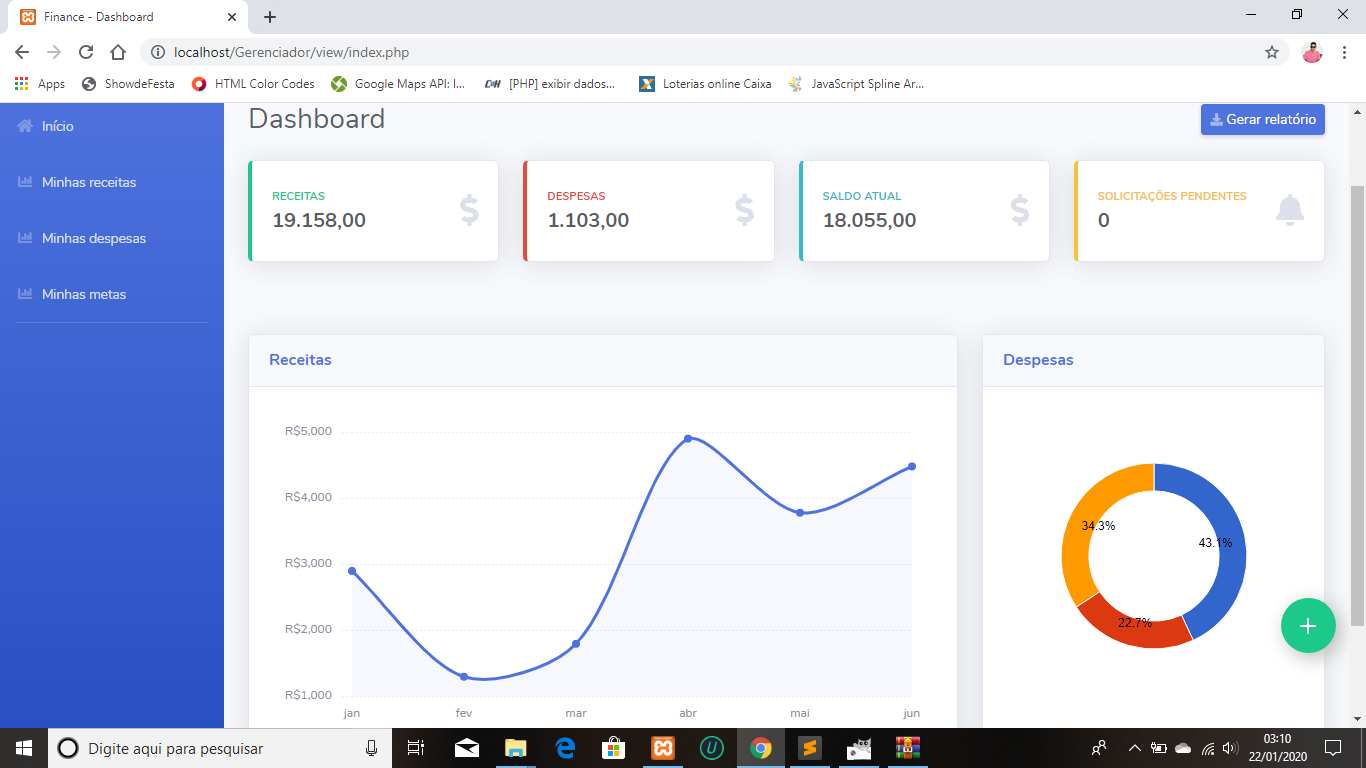 Finance - Dashboard
localhost/Gerenciador/view/index.php
Apps
ShowdeFesta
HTML Color Codes
Google Maps API: I...
[PHP] exibir dados...
Loterias online Caixa
JavaScript Spline Ar...
Início
Minhas receitas
Minhas despesas
Minhas metas
Dashboard
Gerar relatório
RECEITAS
19.158,00
DESPESAS
1.103,00
SALDO ATUAL
18.055,00
SOLICITAÇÕES PENDENTES
0
Receitas
R$5,000
R$4,000
R$3,000
R$2,000
R$1,000
jan
fev
mar
abr
mai
jun
Despesas
34.3%
43.1%
22.7%
Digite aqui para pesquisar
03:10
22/01/2020